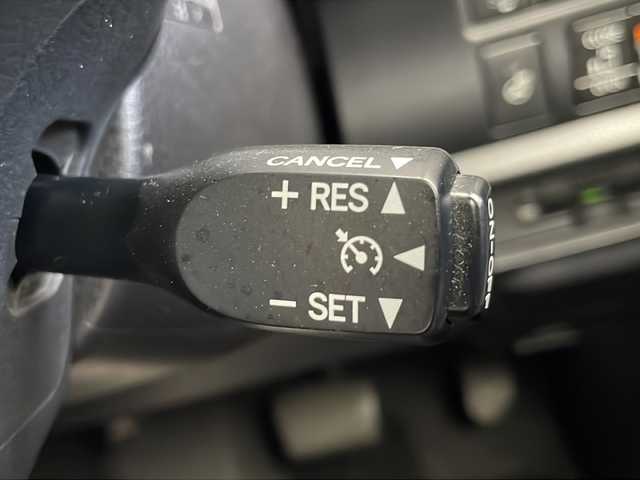 CANCEL
+ RES
- SET
ON-OFF